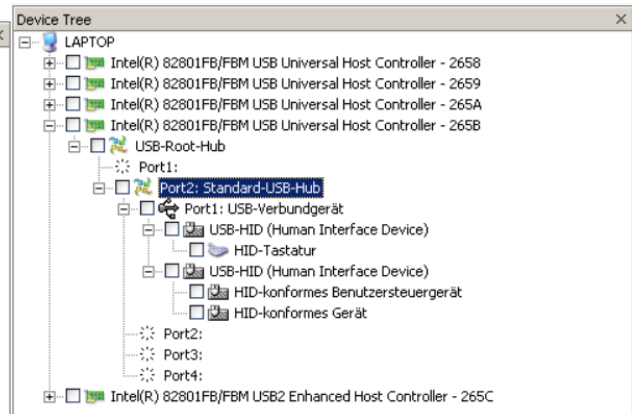 Device Tree
LAPTOP
Intel(R) 82801FB/FBM USB Universal Host Controller - 2658
Intel(R) 82801FB/FBM USB Universal Host Controller - 2659
Intel(R) 82801FB/FBM USB Universal Host Controller - 265A
Intel(R) 82801FB/FBM USB Universal Host Controller - 265B
USB-Root-Hub
Port1:
Port2: Standard-USB-Hub
Port1: USB-Verbundgerät
USB-HID (Human Interface Device)
HID-Tastatur
USB-HID (Human Interface Device)
HID-konformes Benutzersteuergerät
HID-konformes Gerät
Port2:
Port3:
Port4:
Intel(R) 82801FB/FBM USB2 Enhanced Host Controller - 265C